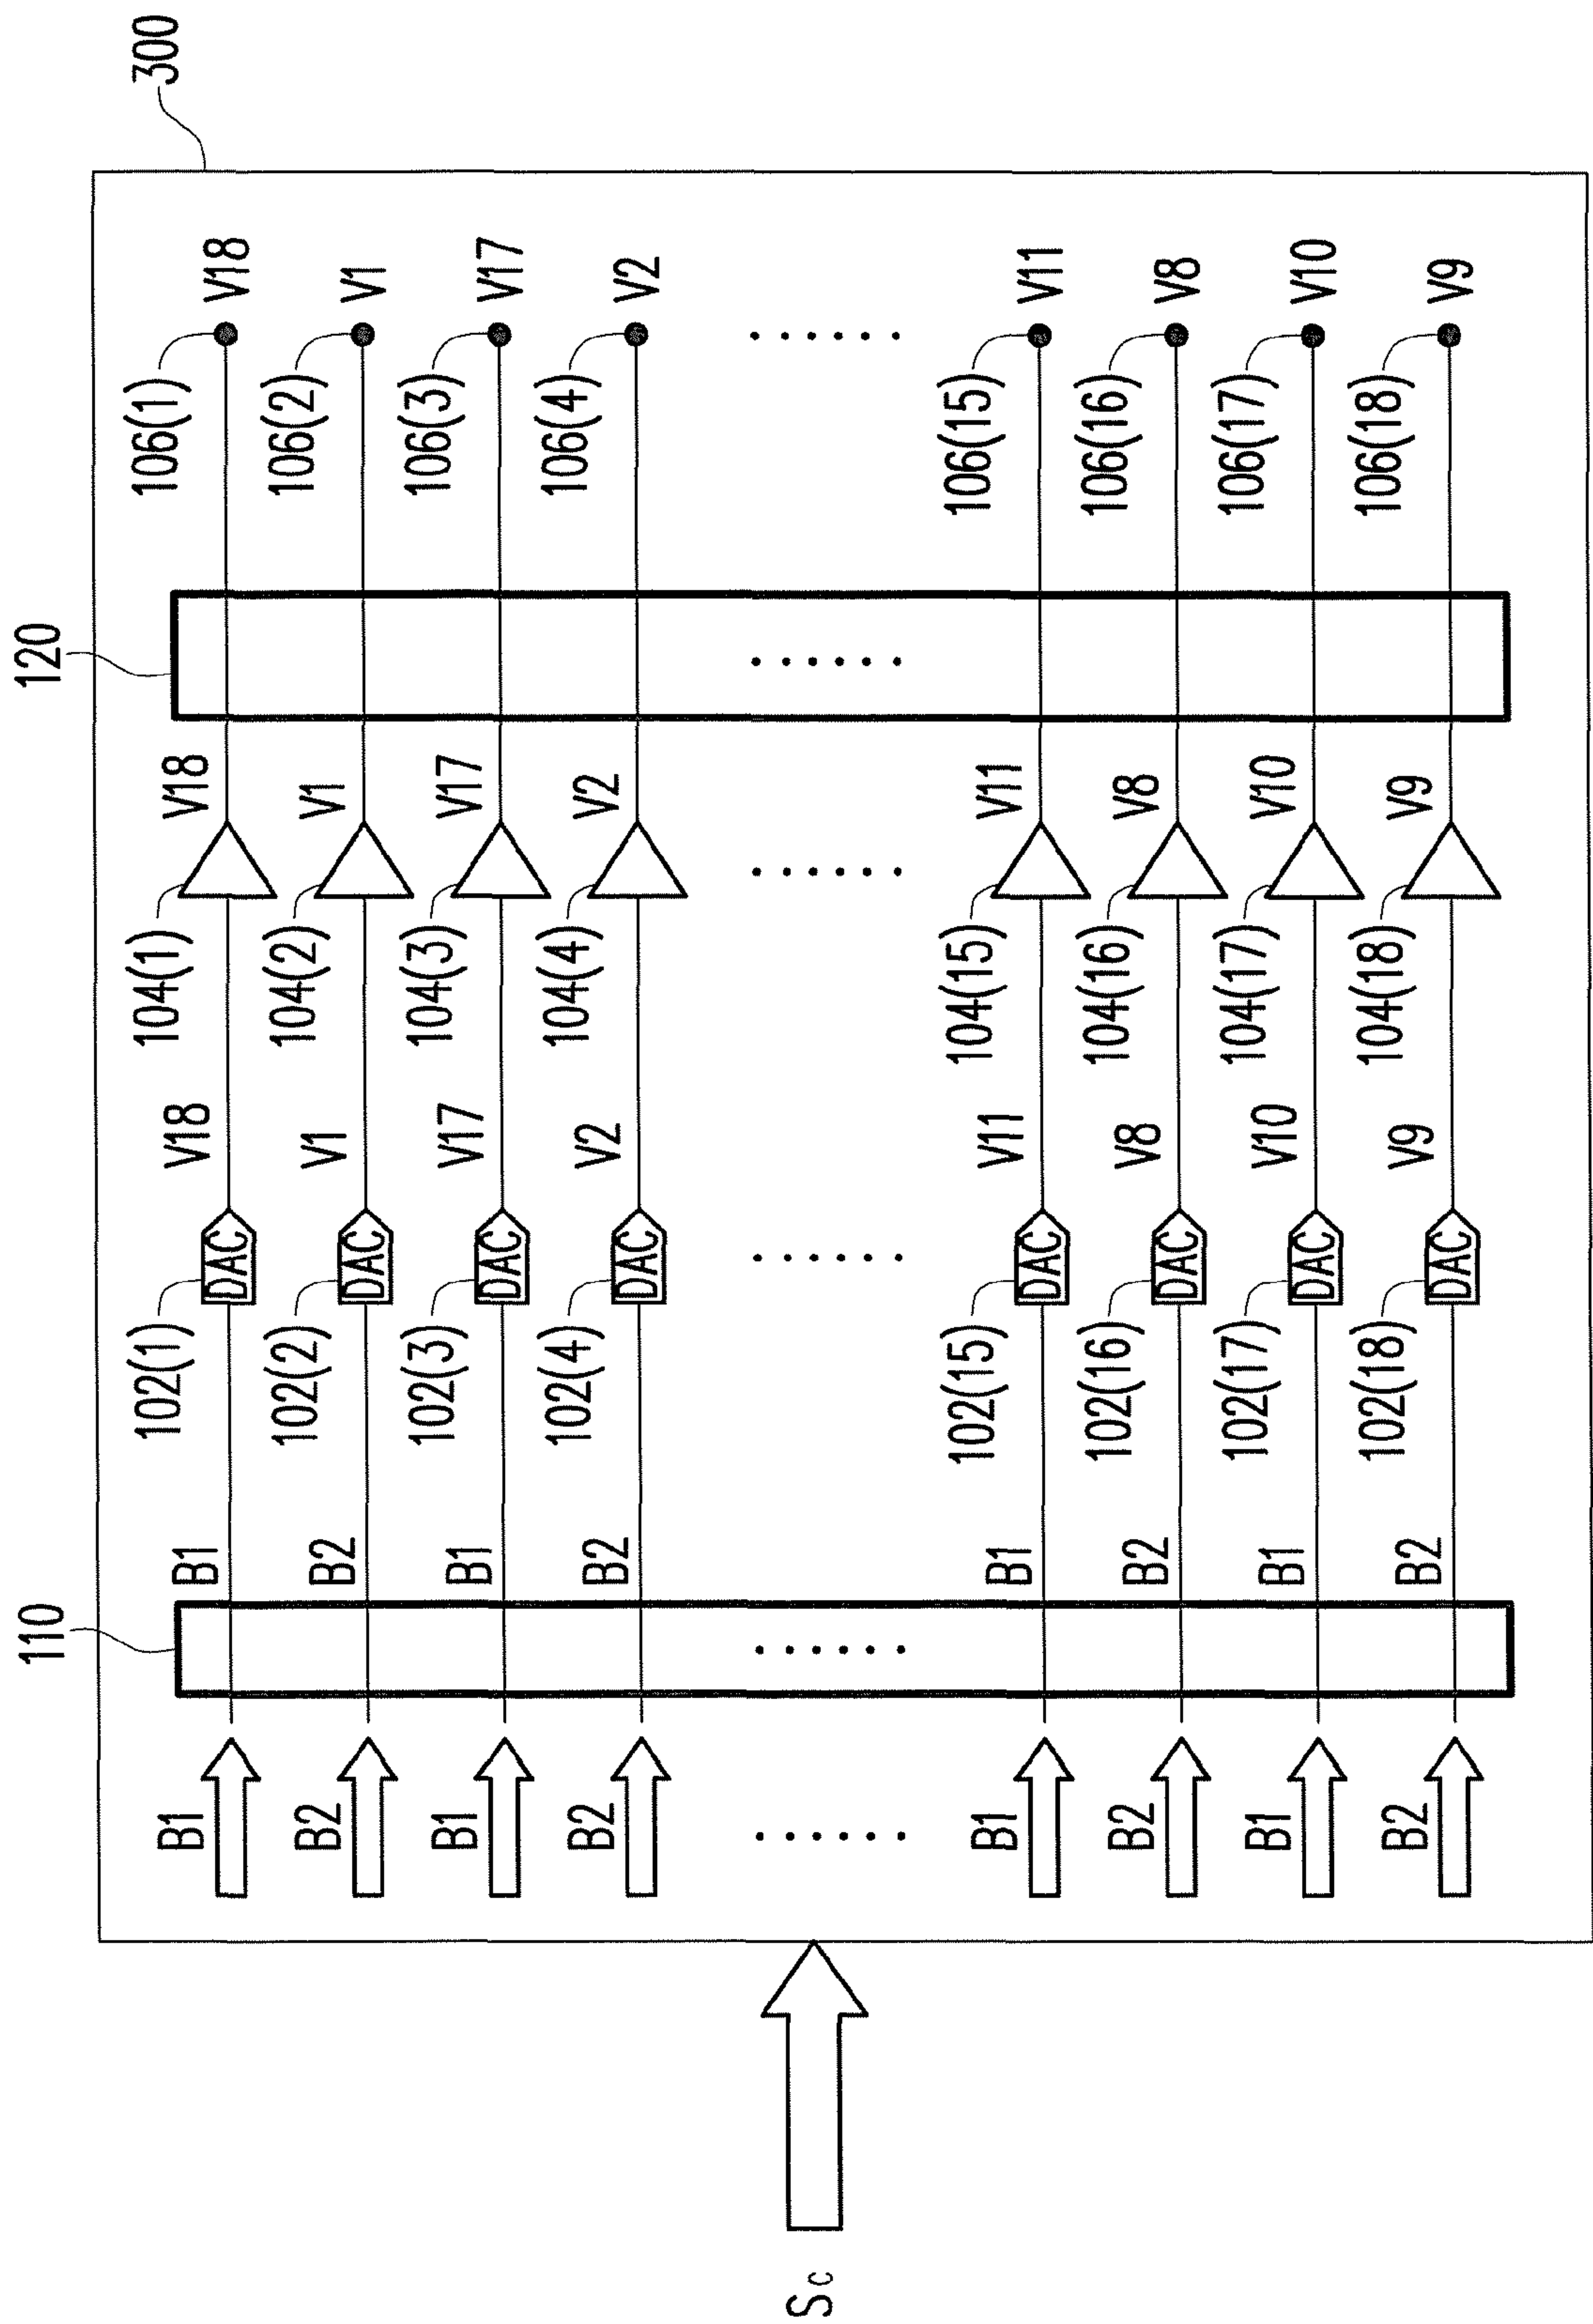 300
120
110
106(1) V18
106(2) V1
106(3) V17
106(4) V2
......
106(15) V11
106(16) V8
106(17) V10
106(18) V9
......
104(1) V18
104(2) V1
104(3) V17
104(4) V2
......
104(15) V11
104(16) V8
104(17) V10
104(18) V9
102(1) DAC V18
102(2) DAC V1
102(3) DAC V17
102(4) DAC V2
......
102(15) DAC V11
102(16) DAC V8
102(17) DAC V10
102(18) DAC V9
B1
B2
B1
B2
......
B1
B2
B1
B2
B1
B2
B1
B2
......
B1
B2
B1
B2
Sc